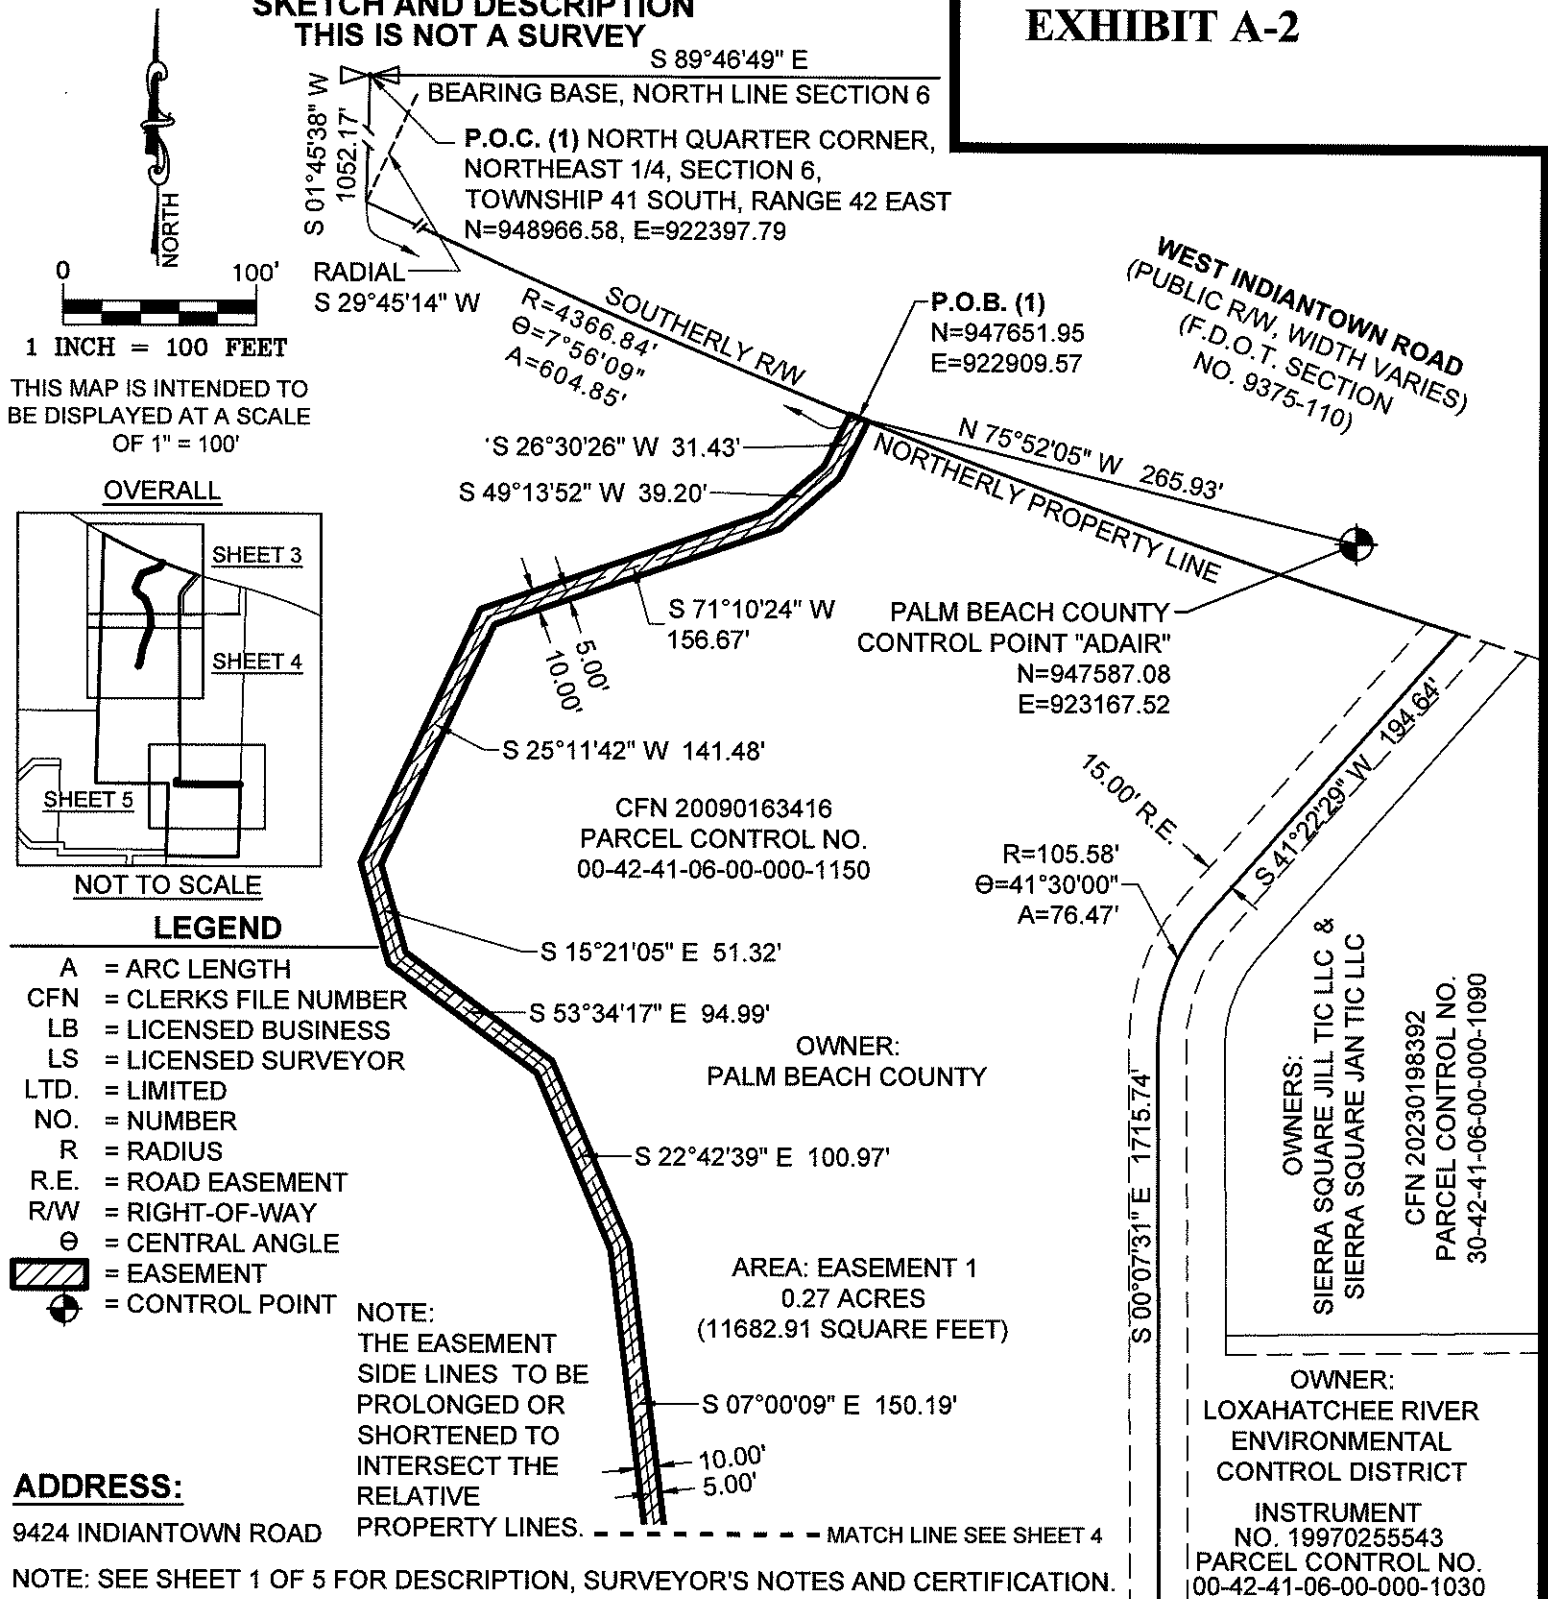 SKETCH AND DESCRIPTION
THIS IS NOT A SURVEY
EXHIBIT A-2
NORTH
0 100'
1 INCH = 100 FEET
THIS MAP IS INTENDED TO
BE DISPLAYED AT A SCALE
OF 1" = 100'
S 89°46'49" E
BEARING BASE, NORTH LINE SECTION 6
S 01°45'38" W
1052.17'
P.O.C. (1) NORTH QUARTER CORNER,
NORTHEAST 1/4, SECTION 6,
TOWNSHIP 41 SOUTH, RANGE 42 EAST
N=948966.58, E=922397.79
RADIAL
S 29°45'14" W
SOUTHERLY R/W
R=4366.84'
Θ=7°56'09"
A=604.85'
P.O.B. (1)
N=947651.95
E=922909.57
WEST INDIANTOWN ROAD
(PUBLIC R/W, WIDTH VARIES)
(F.D.O.T. SECTION
NO. 9375-110)
N 75°52'05" W 265.93'
NORTHERLY PROPERTY LINE
'S 26°30'26" W 31.43'
S 49°13'52" W 39.20'
S 71°10'24" W
156.67'
5.00'
10.00'
PALM BEACH COUNTY
CONTROL POINT "ADAIR"
N=947587.08
E=923167.52
S 25°11'42" W 141.48'
CFN 20090163416
PARCEL CONTROL NO.
00-42-41-06-00-000-1150
15.00' R.E.
S 41°22'29" W 194.64'
R=105.58'
Θ=41°30'00"
A=76.47'
OVERALL
SHEET 3
SHEET 4
SHEET 5
NOT TO SCALE
LEGEND
A = ARC LENGTH
CFN = CLERKS FILE NUMBER
LB = LICENSED BUSINESS
LS = LICENSED SURVEYOR
LTD. = LIMITED
NO. = NUMBER
R = RADIUS
R.E. = ROAD EASEMENT
R/W = RIGHT-OF-WAY
Θ = CENTRAL ANGLE
= EASEMENT
= CONTROL POINT
S 15°21'05" E 51.32'
S 53°34'17" E 94.99'
OWNER:
PALM BEACH COUNTY
S 22°42'39" E 100.97'
AREA: EASEMENT 1
0.27 ACRES
(11682.91 SQUARE FEET)
S 07°00'09" E 150.19'
10.00'
5.00'
S 00°07'31" E 1715.74'
OWNERS:
SIERRA SQUARE JILL TIC LLC &
SIERRA SQUARE JAN TIC LLC
CFN 20230198392
PARCEL CONTROL NO.
30-42-41-06-00-000-1090
OWNER:
LOXAHATCHEE RIVER
ENVIRONMENTAL
CONTROL DISTRICT
INSTRUMENT
NO. 19970255543
PARCEL CONTROL NO.
00-42-41-06-00-000-1030
NOTE:
THE EASEMENT
SIDE LINES TO BE
PROLONGED OR
SHORTENED TO
INTERSECT THE
RELATIVE
PROPERTY LINES.
MATCH LINE SEE SHEET 4
ADDRESS:
9424 INDIANTOWN ROAD
NOTE: SEE SHEET 1 OF 5 FOR DESCRIPTION, SURVEYOR'S NOTES AND CERTIFICATION.